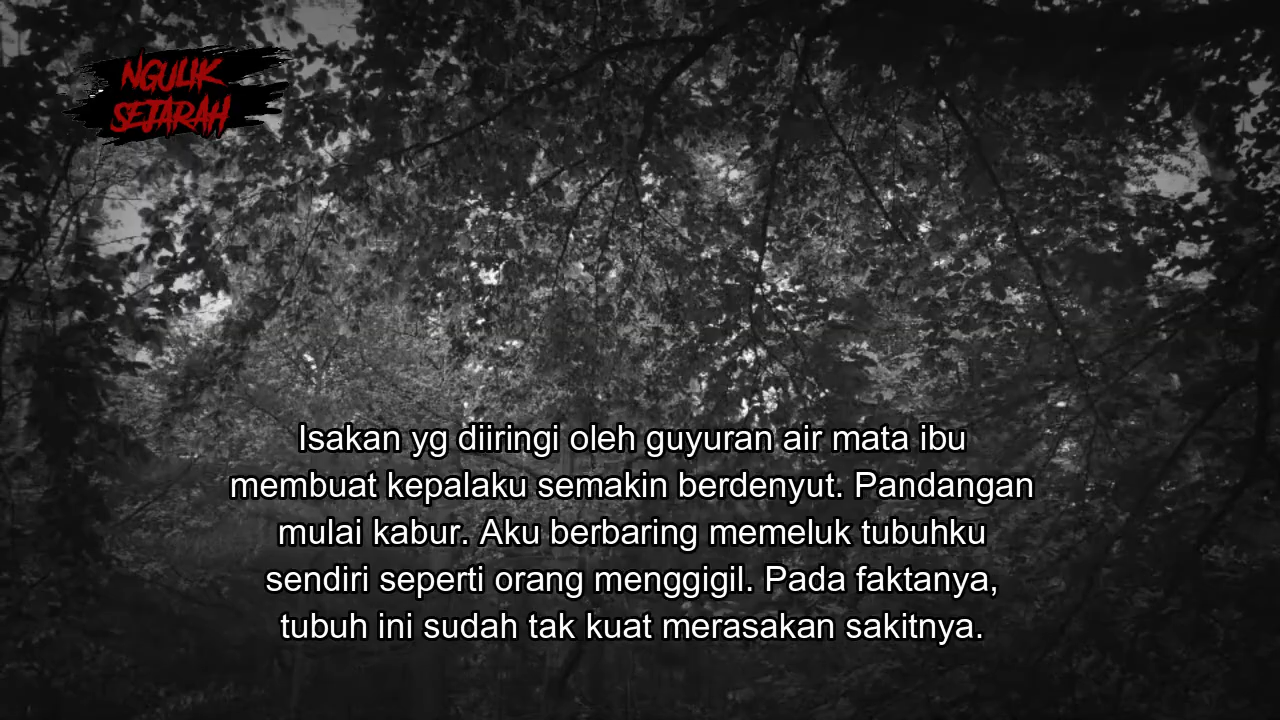 NGULIK
SEJARAH
Isakan yg diiringi oleh guyuran air mata ibu
membuat kepalaku semakin berdenyut. Pandangan
mulai kabur. Aku berbaring memeluk tubuhku
sendiri seperti orang menggigil. Pada faktanya,
tubuh ini sudah tak kuat merasakan sakitnya.